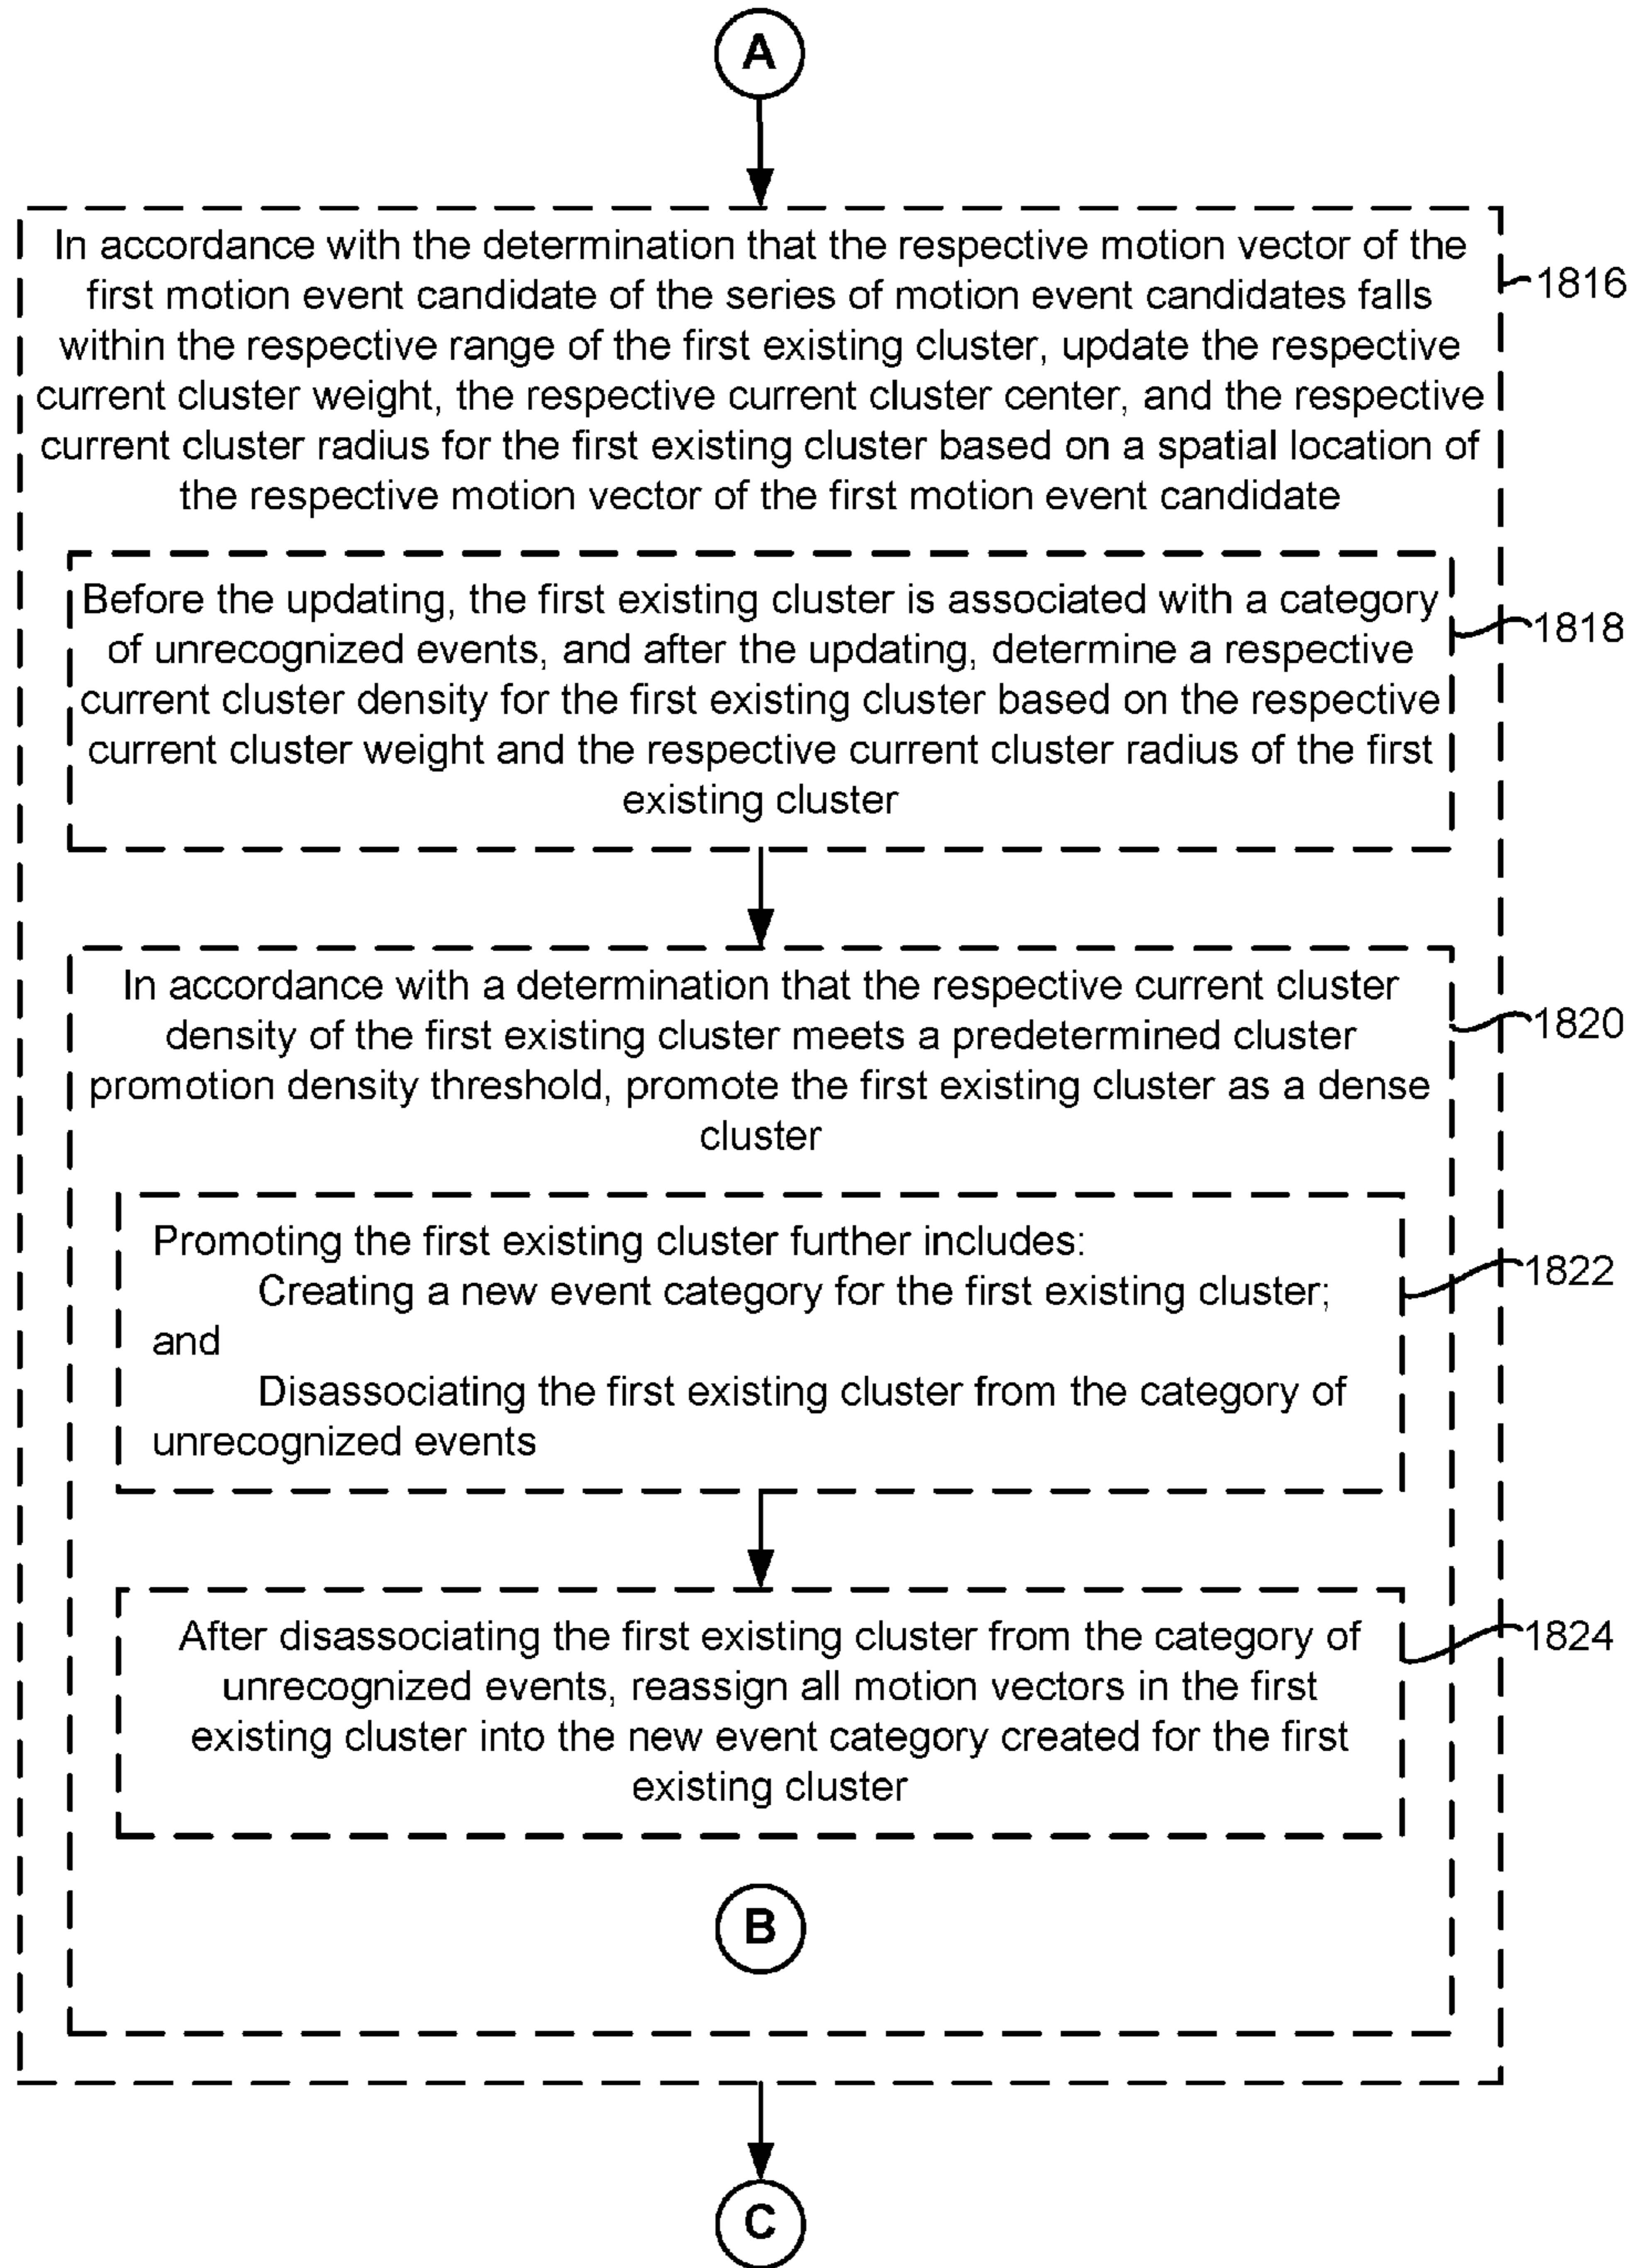 A
In accordance with the determination that the respective motion vector of the
first motion event candidate of the series of motion event candidates falls
within the respective range of the first existing cluster, update the respective
current cluster weight, the respective current cluster center, and the respective
current cluster radius for the first existing cluster based on a spatial location of
the respective motion vector of the first motion event candidate
1816
Before the updating, the first existing cluster is associated with a category
of unrecognized events, and after the updating, determine a respective
current cluster density for the first existing cluster based on the respective
current cluster weight and the respective current cluster radius of the first
existing cluster
1818
In accordance with a determination that the respective current cluster
density of the first existing cluster meets a predetermined cluster
promotion density threshold, promote the first existing cluster as a dense
cluster
1820
Promoting the first existing cluster further includes:
Creating a new event category for the first existing cluster;
and
Disassociating the first existing cluster from the category of
unrecognized events
1822
After disassociating the first existing cluster from the category of
unrecognized events, reassign all motion vectors in the first
existing cluster into the new event category created for the first
existing cluster
1824
B
C